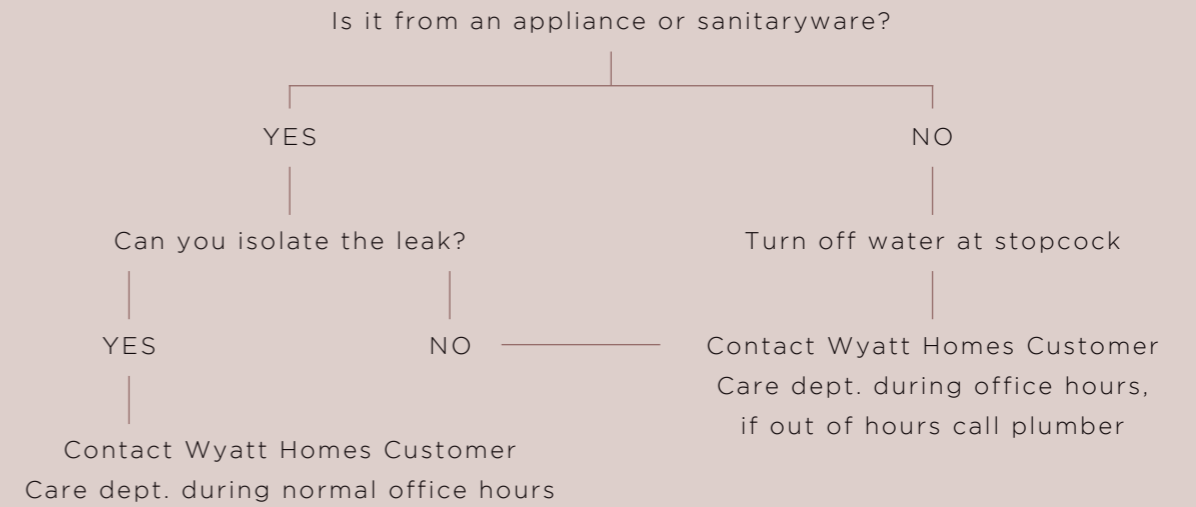 Is it from an appliance or sanitaryware?
YES
NO
Can you isolate the leak?
Turn off water at stopcock
YES
NO
Contact Wyatt Homes Customer
Care dept. during office hours,
if out of hours call plumber
Contact Wyatt Homes Customer
Care dept. during normal office hours